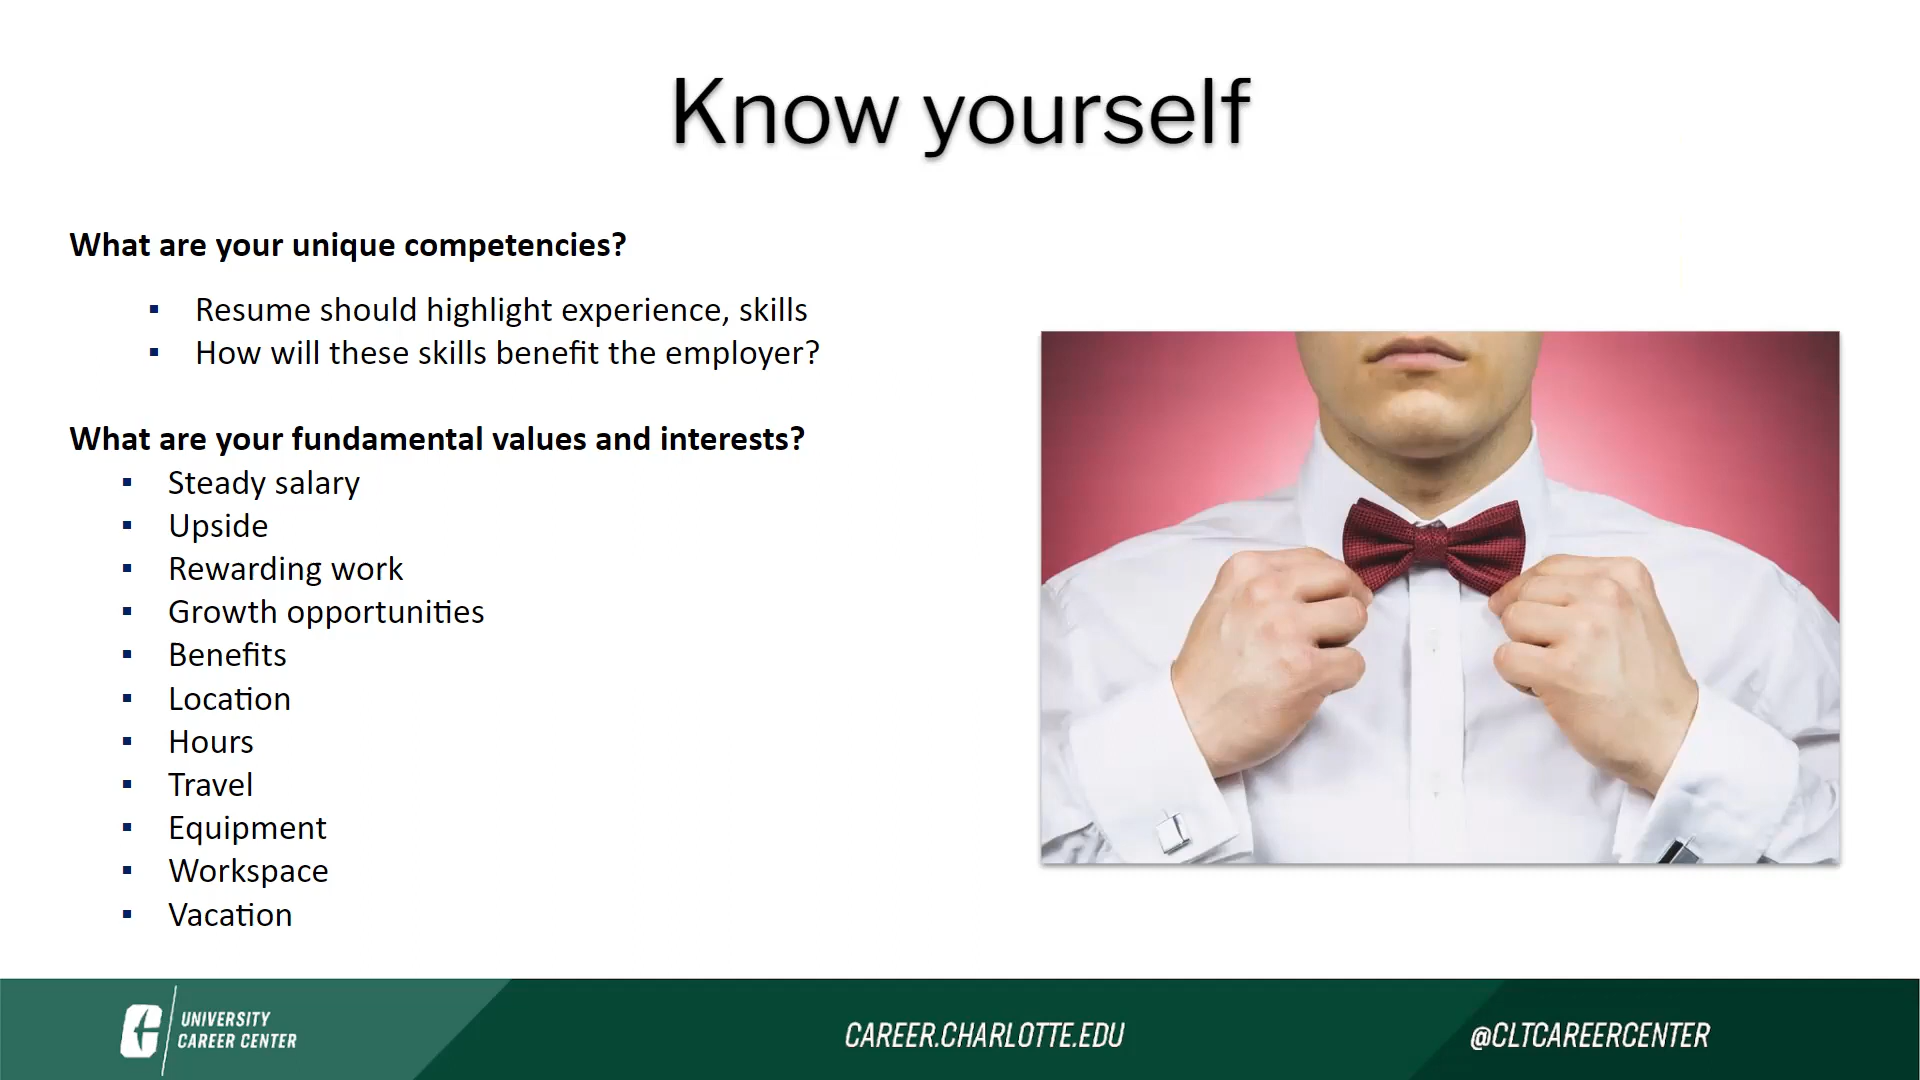 Know yourself
What are your unique competencies?
▪ Resume should highlight experience, skills
▪ How will these skills benefit the employer?
What are your fundamental values and interests?
▪ Steady salary
▪ Upside
▪ Rewarding work
▪ Growth opportunities
▪ Benefits
▪ Location
▪ Hours
▪ Travel
▪ Equipment
▪ Workspace
▪ Vacation
UNIVERSITY
CAREER CENTER
CAREER.CHARLOTTE.EDU
@CLTCAREERCENTER